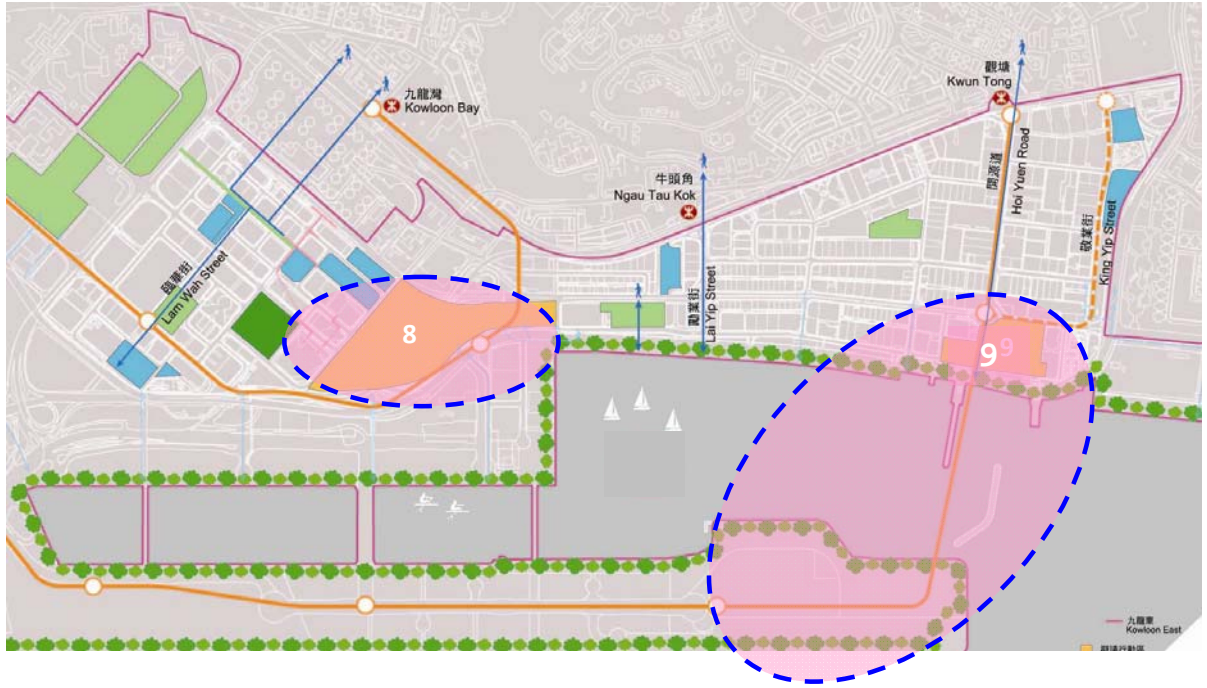 觀塘
Kwun Tong
九龍灣
Kowloon Bay
牛頭角
Ngau Tau Kok
開源道
Hoi Yuen Road
敬業街
King Yip Street
臨華街
Lam Wah Street
勵業街
Lai Yip Street
8
9
9
九龍東
Kowloon East